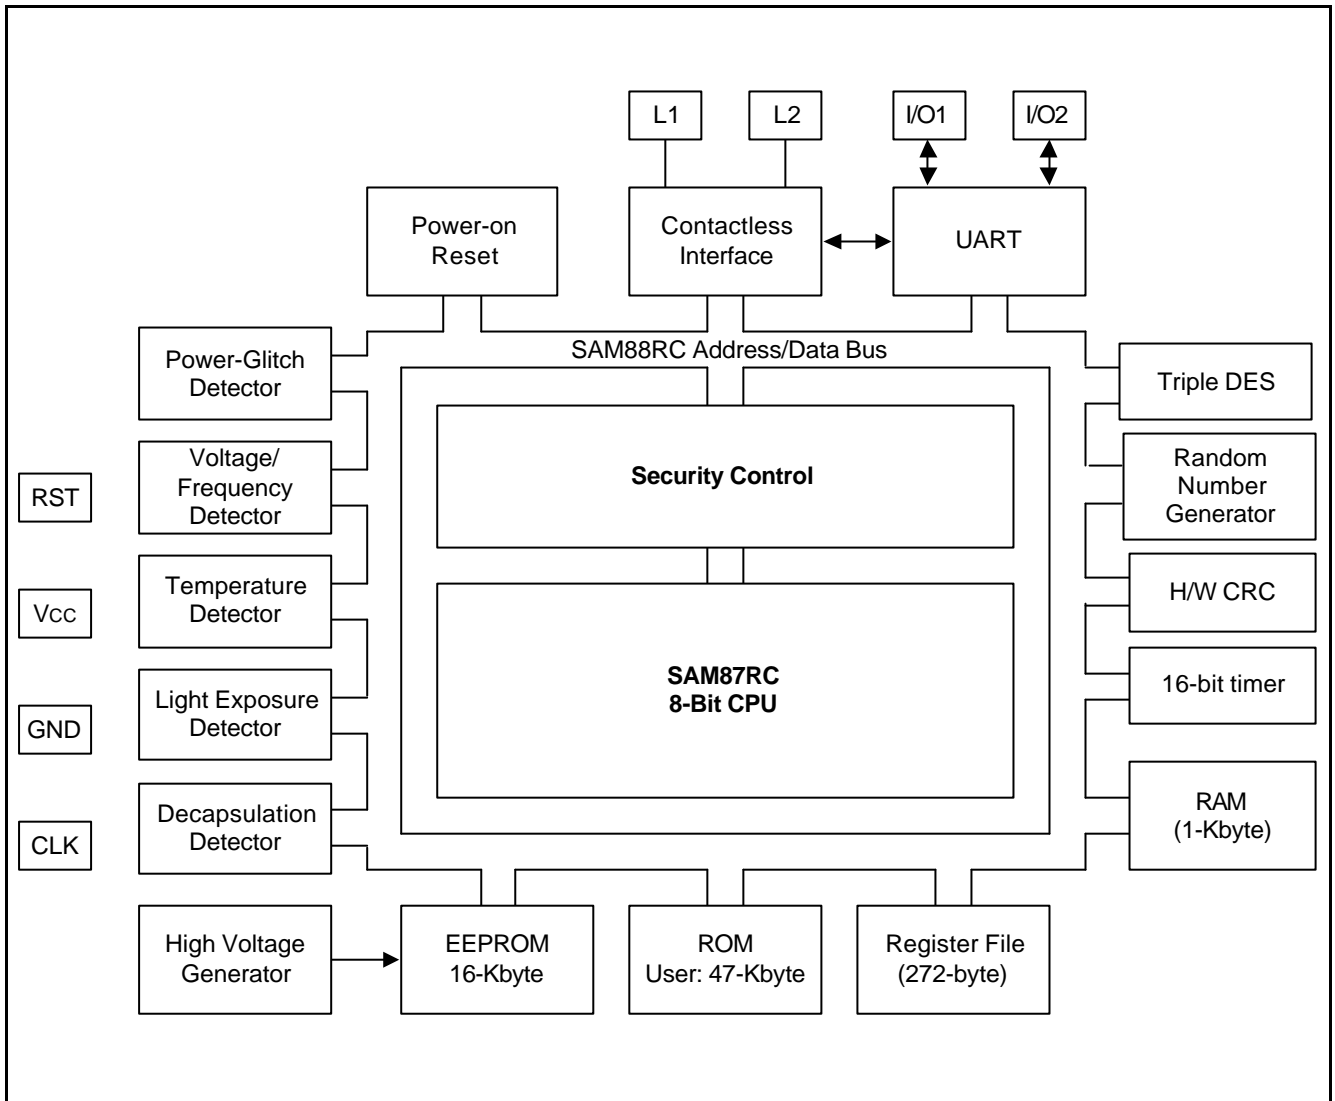 L1
L2
I/O1
I/O2
Power-on
Reset
Contactless
Interface
UART
SAM88RC Address/Data Bus
Power-Glitch
Detector
Triple DES
Security Control
Voltage/
Frequency
Detector
Random
Number
Generator
RST
Temperature
Detector
H/W CRC
VCC
SAM87RC
8-Bit CPU
Light Exposure
Detector
16-bit timer
GND
Decapsulation
Detector
RAM
(1-Kbyte)
CLK
High Voltage
Generator
EEPROM
16-Kbyte
ROM
User: 47-Kbyte
Register File
(272-byte)